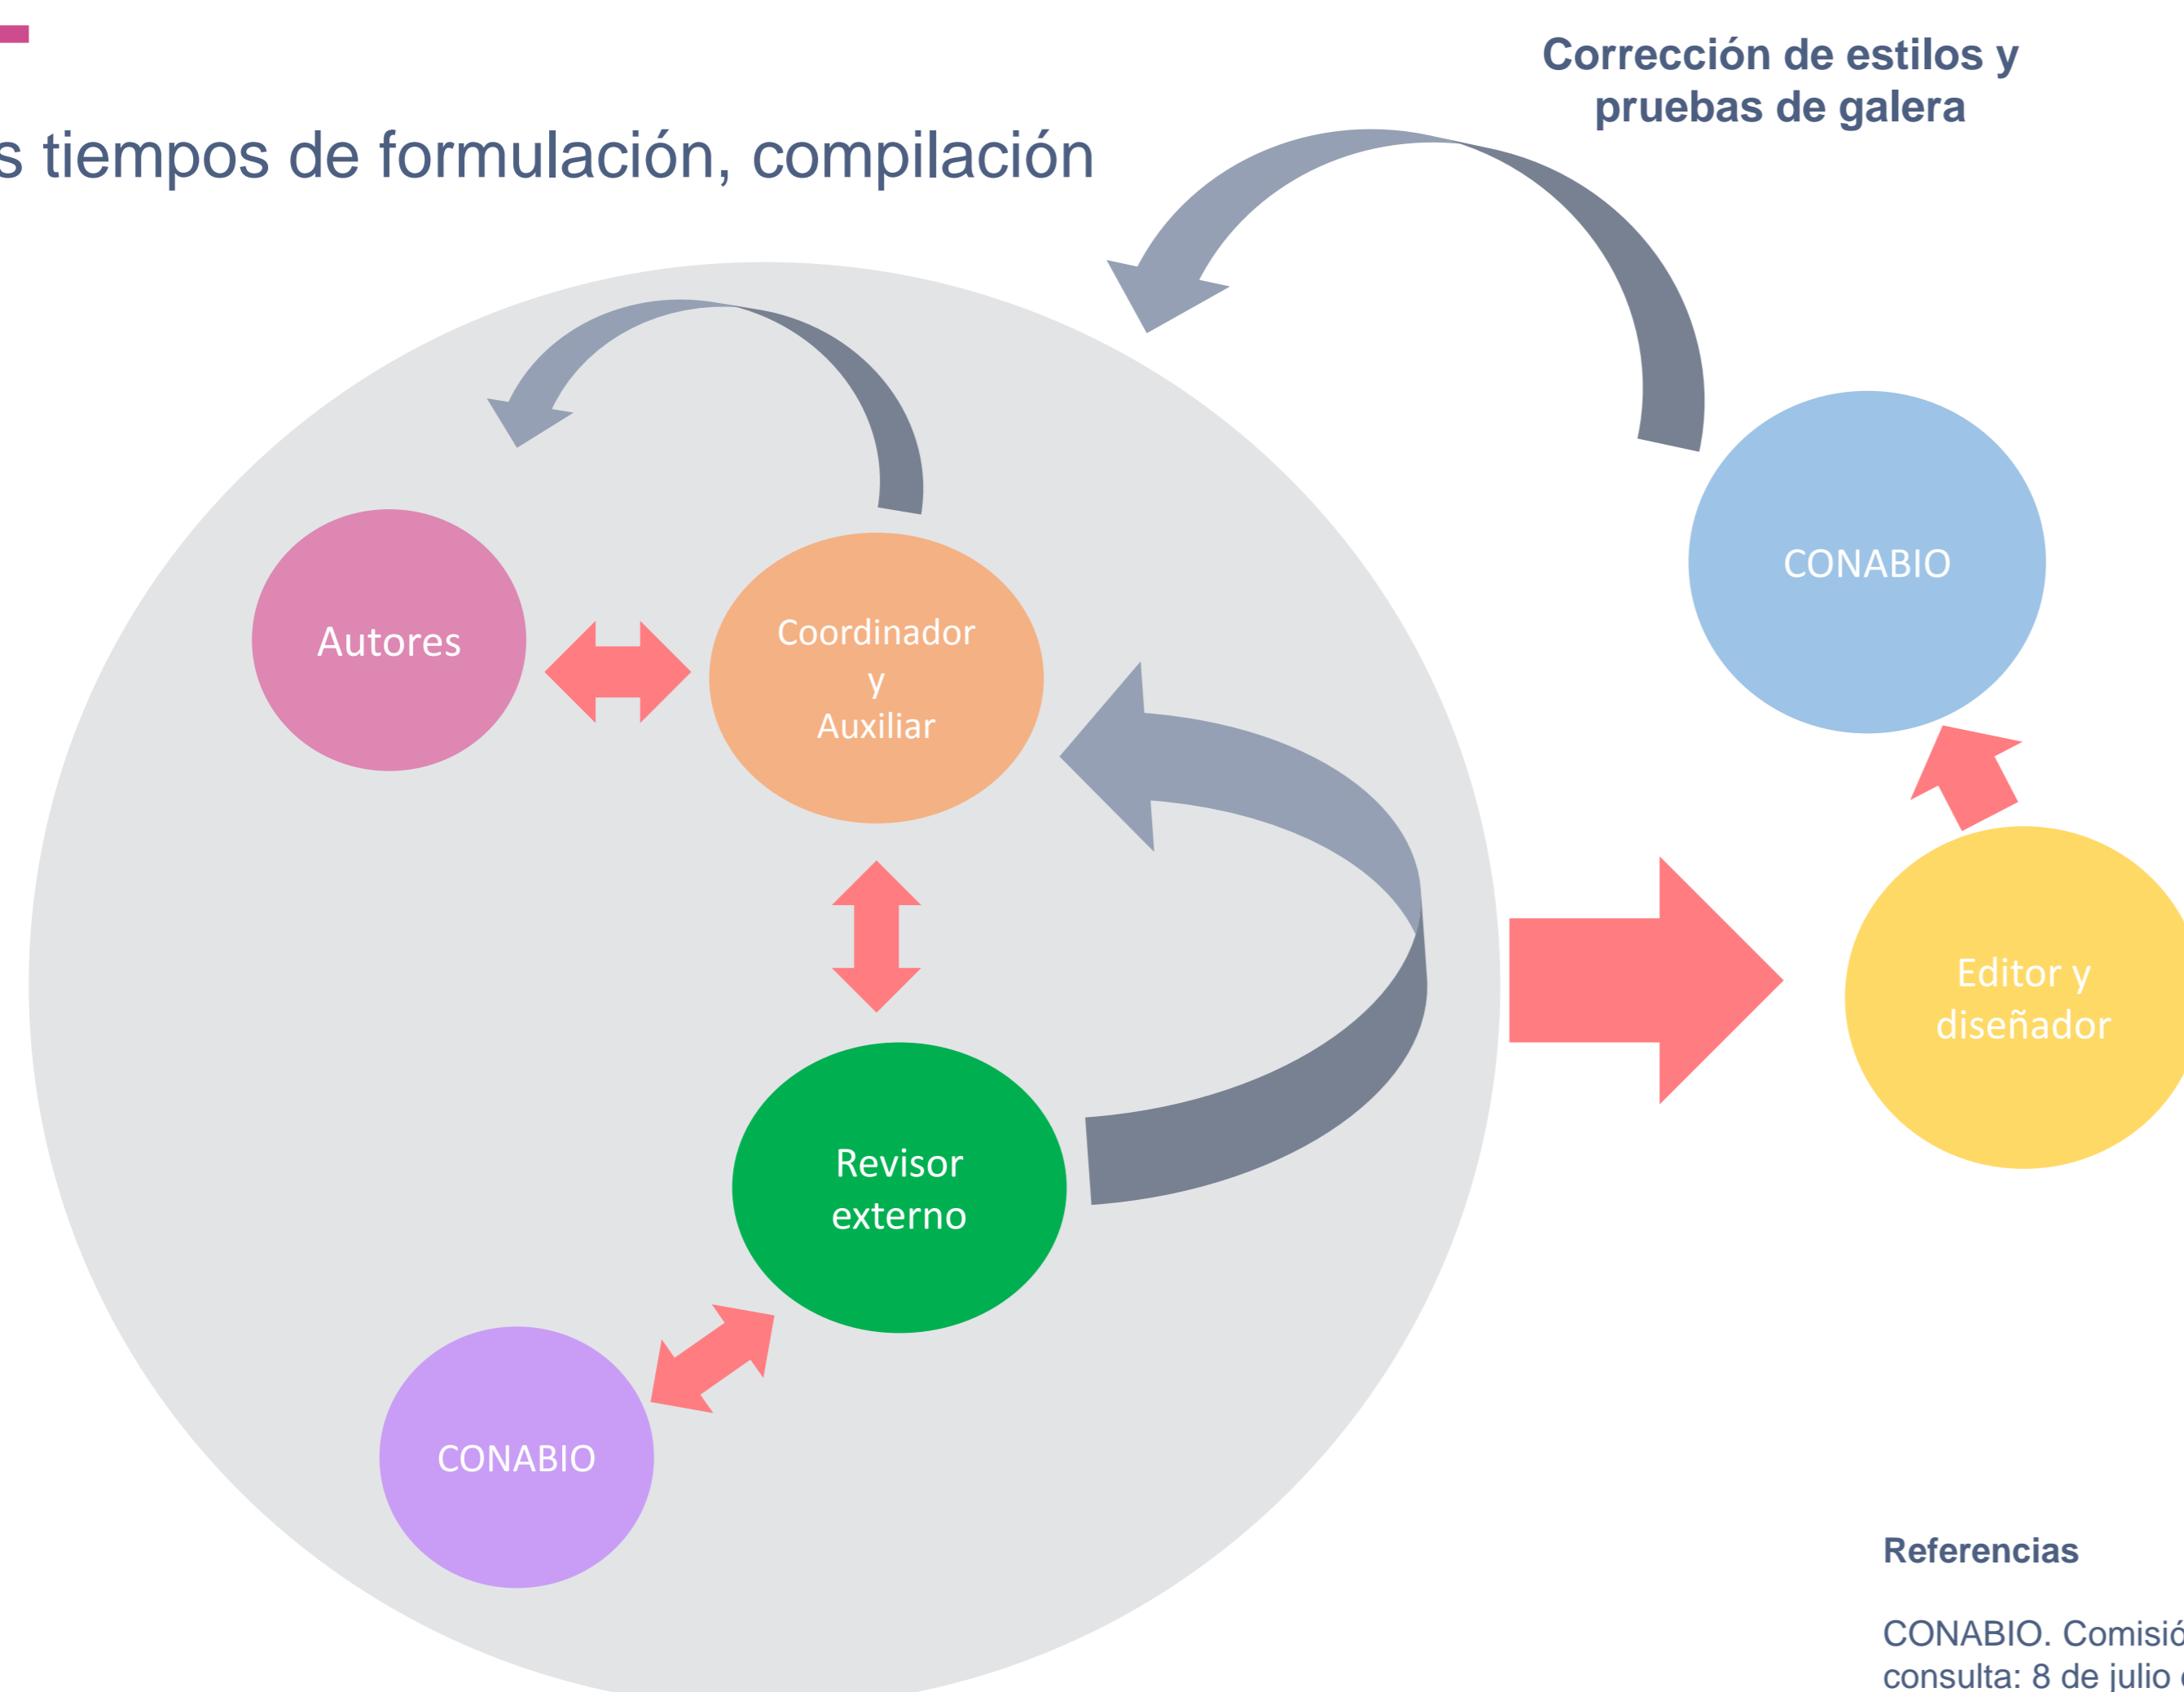 Corrección de estilos y
pruebas de galera
tiempos de formulación, compilación
Autores
Coordinador
y
Auxiliar
CONABIO
Editor y
diseñador
Revisor
externo
CONABIO
Referencias
CONABIO.
consulta: 8 de julio